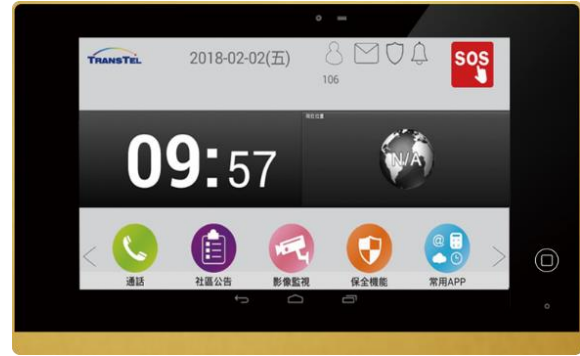 TRANSTEL
2018-02-02(五)
106
SOS
09:57
N/A
通話
社區公告
影像監視
保全機能
常用APP